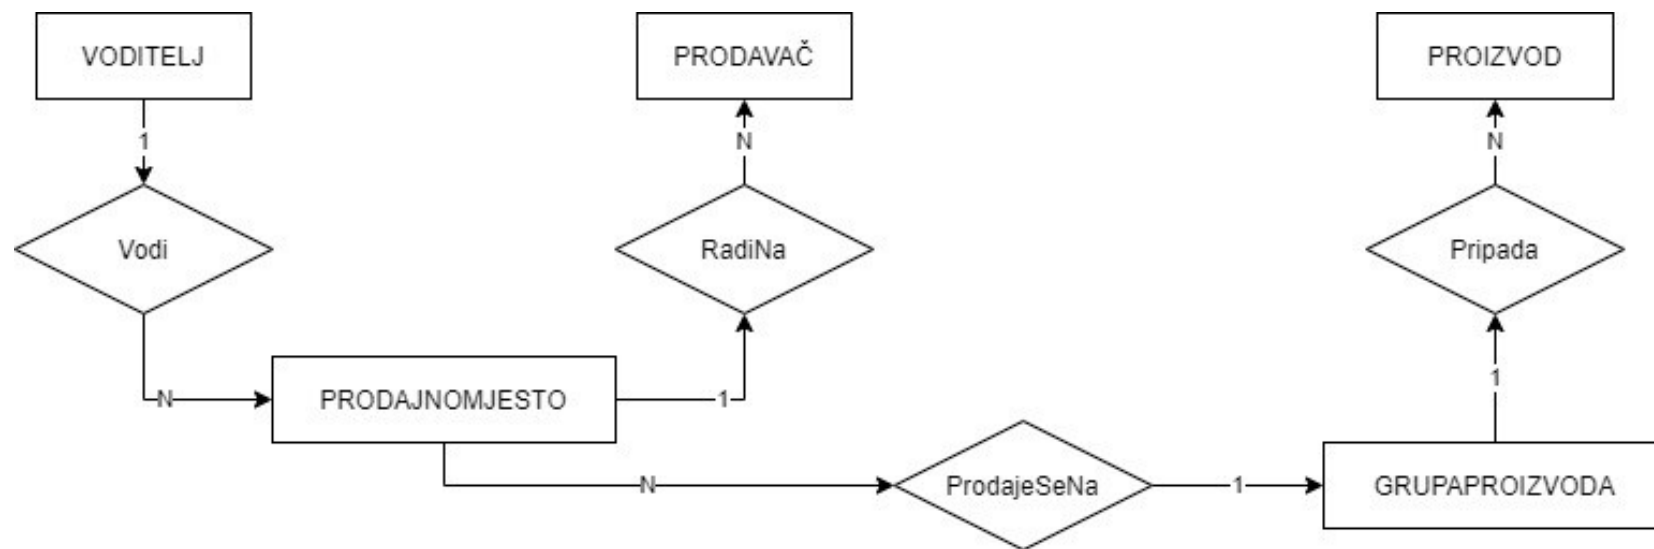 VODITELJ
PRODAVAČ
PROIZVOD
1
N
N
Vodi
RadiNa
Pripada
1
N
PRODAJNOMJESTO
1
N
ProdajeSeNa
1
GRUPAPROIZVODA